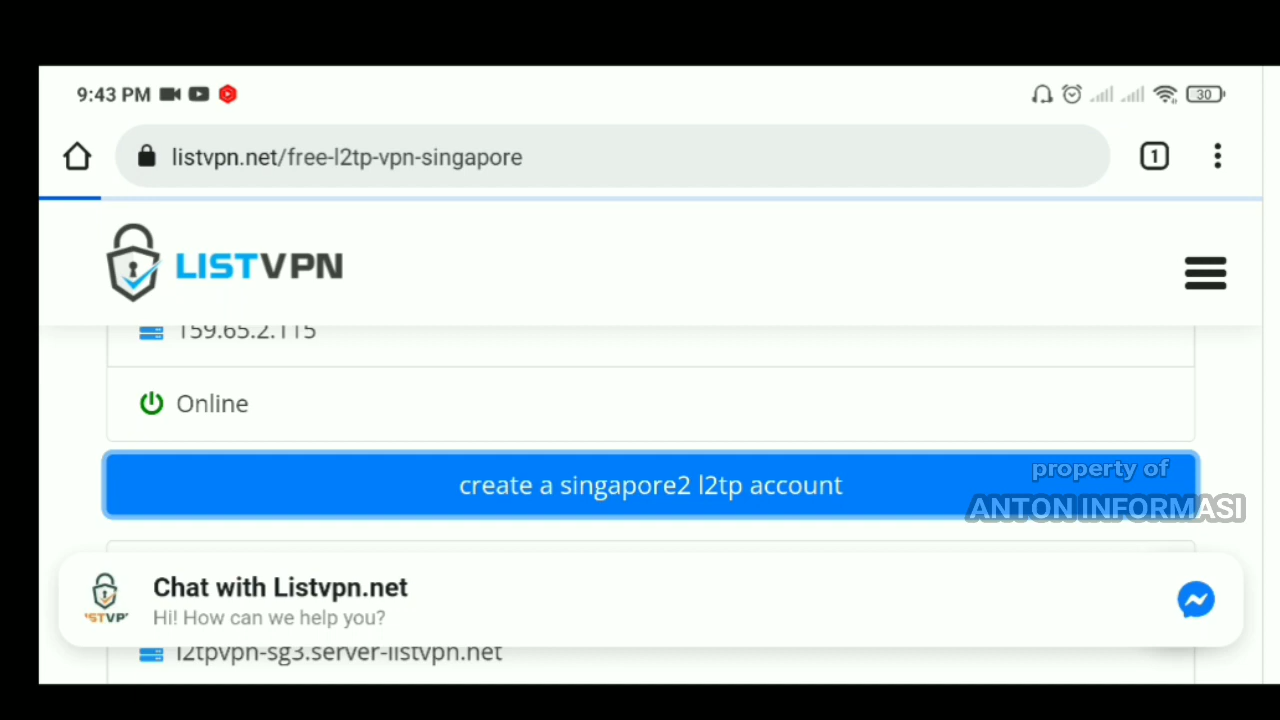 9:43 PM
30
listvpn.net/free-l2tp-vpn-singapore
1
LISTVPN
159.65.2.115
Online
create a singapore2 l2tp account
property of
ANTON INFORMASI
Chat with Listvpn.net
Hi! How can we help you?
l2tpvpn-sg3.server-listvpn.net